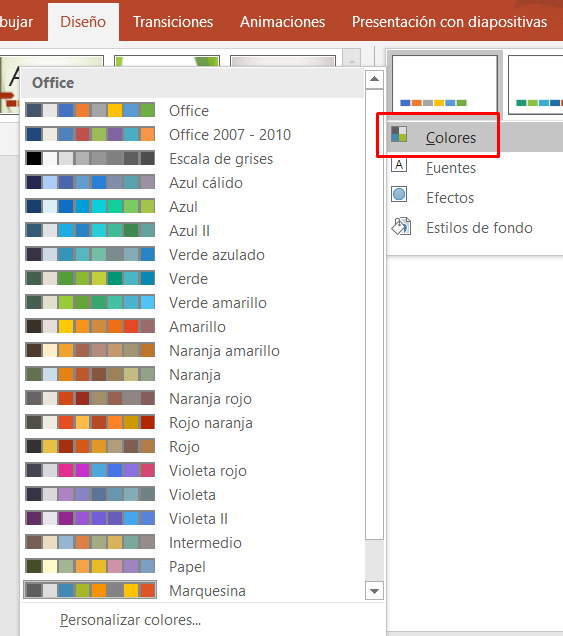 bujar Diseño Transiciones Animaciones Presentación con diapositivas
A
Office
Office
Office 2007 - 2010
Escala de grises
Azul cálido
Azul
Azul II
Verde azulado
Verde
Verde amarillo
Amarillo
Naranja amarillo
Naranja
Naranja rojo
Rojo naranja
Rojo
Violeta rojo
Violeta
Violeta II
Intermedio
Papel
Marquesina
Personalizar colores...
Colores
A Fuentes
Efectos
Estilos de fondo